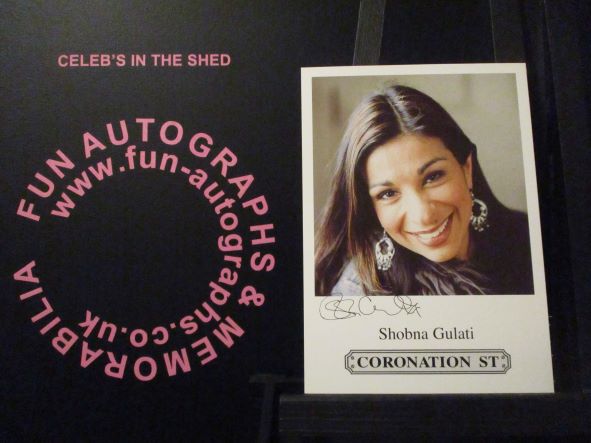 CELEB'S IN THE SHED
FUN AUTOGRAPHS & MEMORABILIA
www.fun-autographs.co.uk
Shobna Gulati
CORONATION ST